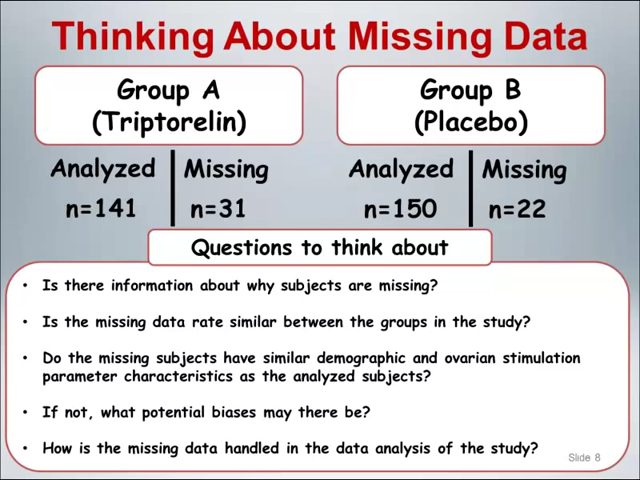 Thinking About Missing Data
Group A
(Triptorelin)
Group B
(Placebo)
Analyzed
Missing
Analyzed
Missing
n=141
n=31
n=150
n=22
Questions to think about
• Is there information about why subjects are missing?
• Is the missing data rate similar between the groups in the study?
• Do the missing subjects have similar demographic and ovarian stimulation
parameter characteristics as the analyzed subjects?
• If not, what potential biases may there be?
• How is the missing data handled in the data analysis of the study?
Slide 8